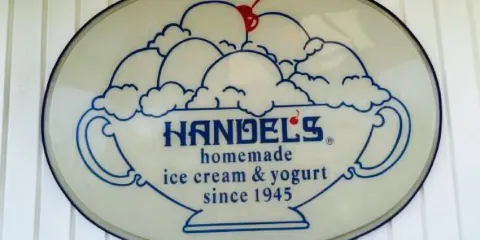 HANDEL'S®
homemade
ice cream & yogurt
since 1945